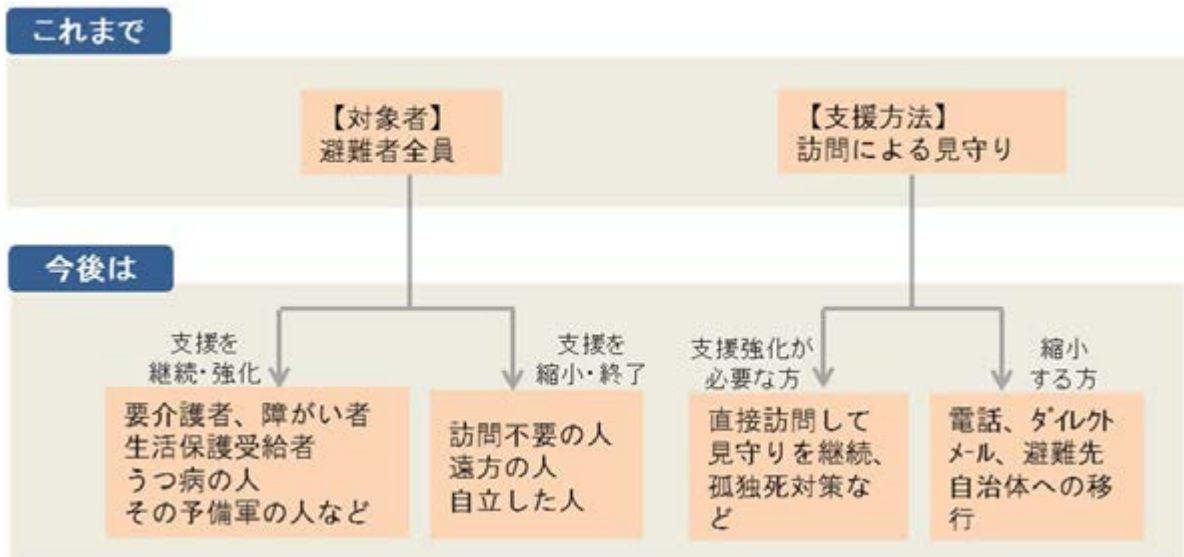 これまで
【対象者】
避難者全員
【支援方法】
訪問による見守り
今後は
支援を
継続・強化
支援を
縮小・終了
支援強化が
必要な方
縮小
する方
要介護者、障がい者
生活保護受給者
うつ病の人
その予備軍の人など
訪問不要の人
遠方の人
自立した人
直接訪問して
見守りを継続、
孤独死対策な
ど
電話、ダイレクト
メール、避難先
自治体への移
行